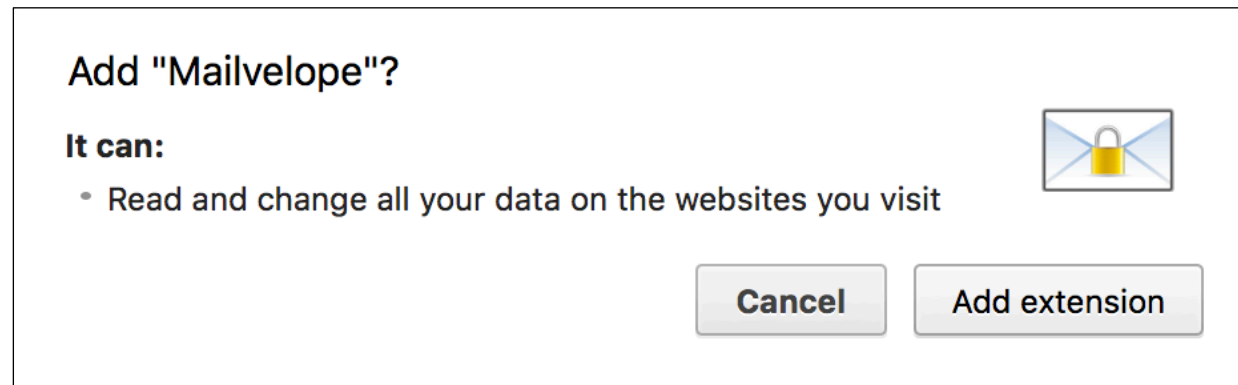 Add "Mailvelope"?
It can:
Read and change all your data on the websites you visit
Cancel
Add extension